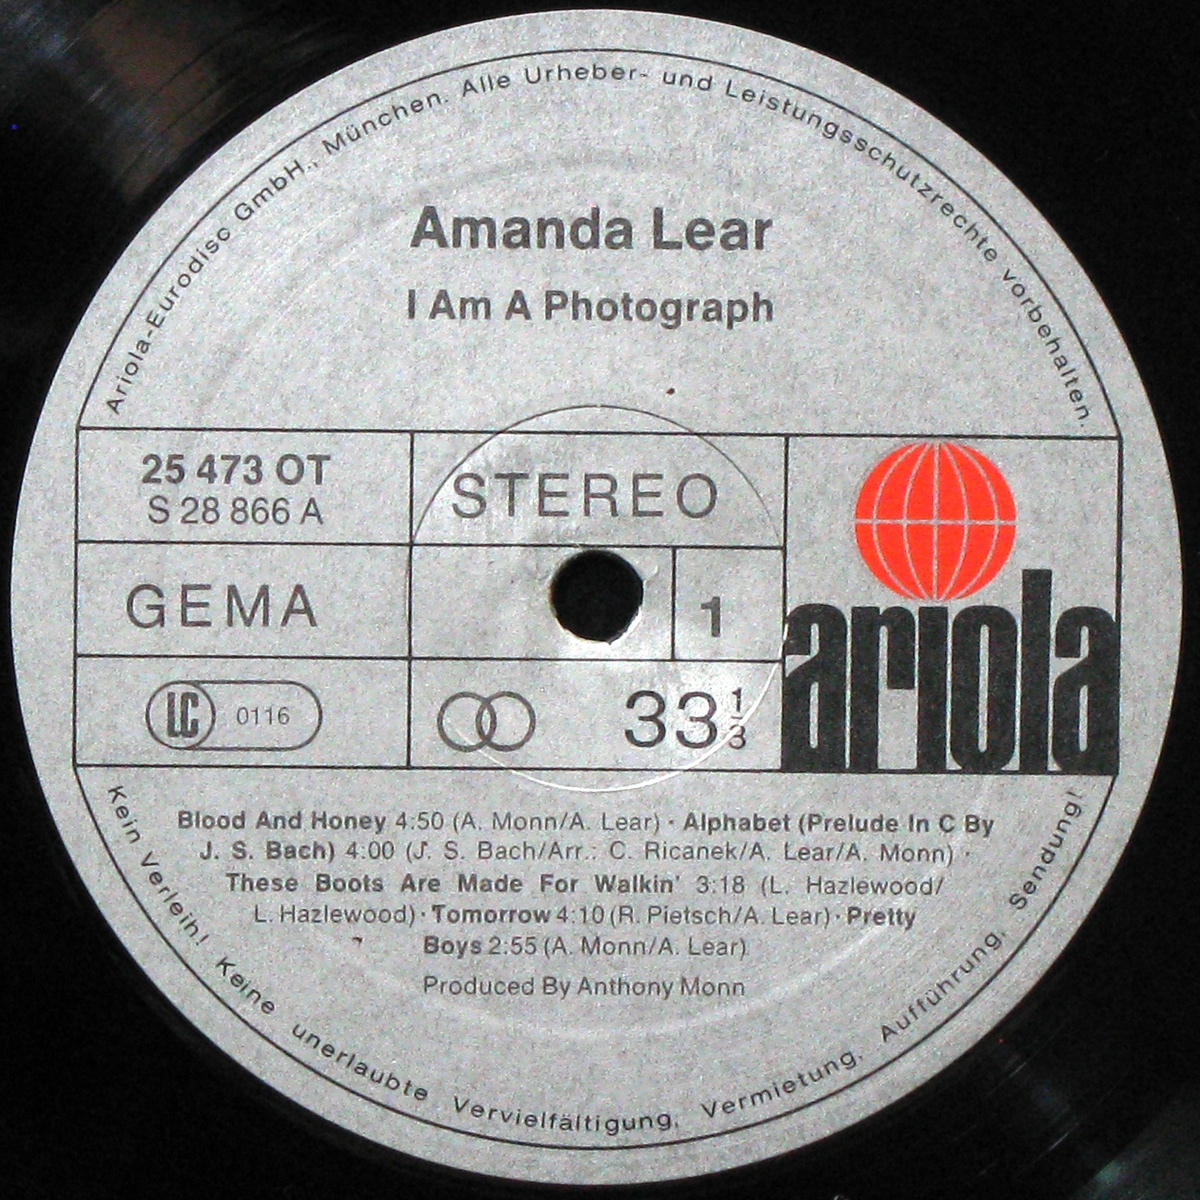 Ariola-Eurodisc GmbH., München. Alle Urheber- und Leistungsschutzrechte vorbehalten.
Amanda Lear
I Am A Photograph
25 473 OT
S 28 866 A
STEREO
GEMA
1
ariola
LC 0116
33 1/3
Blood And Honey 4:50 (A. Monn/A. Lear) · Alphabet (Prelude In C By
J. S. Bach) 4:00 (J. S. Bach/Arr.: C. Ricanek/A. Lear/A. Monn) ·
These Boots Are Made For Walkin' 3:18 (L. Hazlewood/
L. Hazlewood) · Tomorrow 4:10 (R. Pietsch/A. Lear) · Pretty
Boys 2:55 (A. Monn/A. Lear)
Produced By Anthony Monn
Kein Verleih! Keine unerlaubte Vervielfältigung, Vermietung, Aufführung, Sendung!